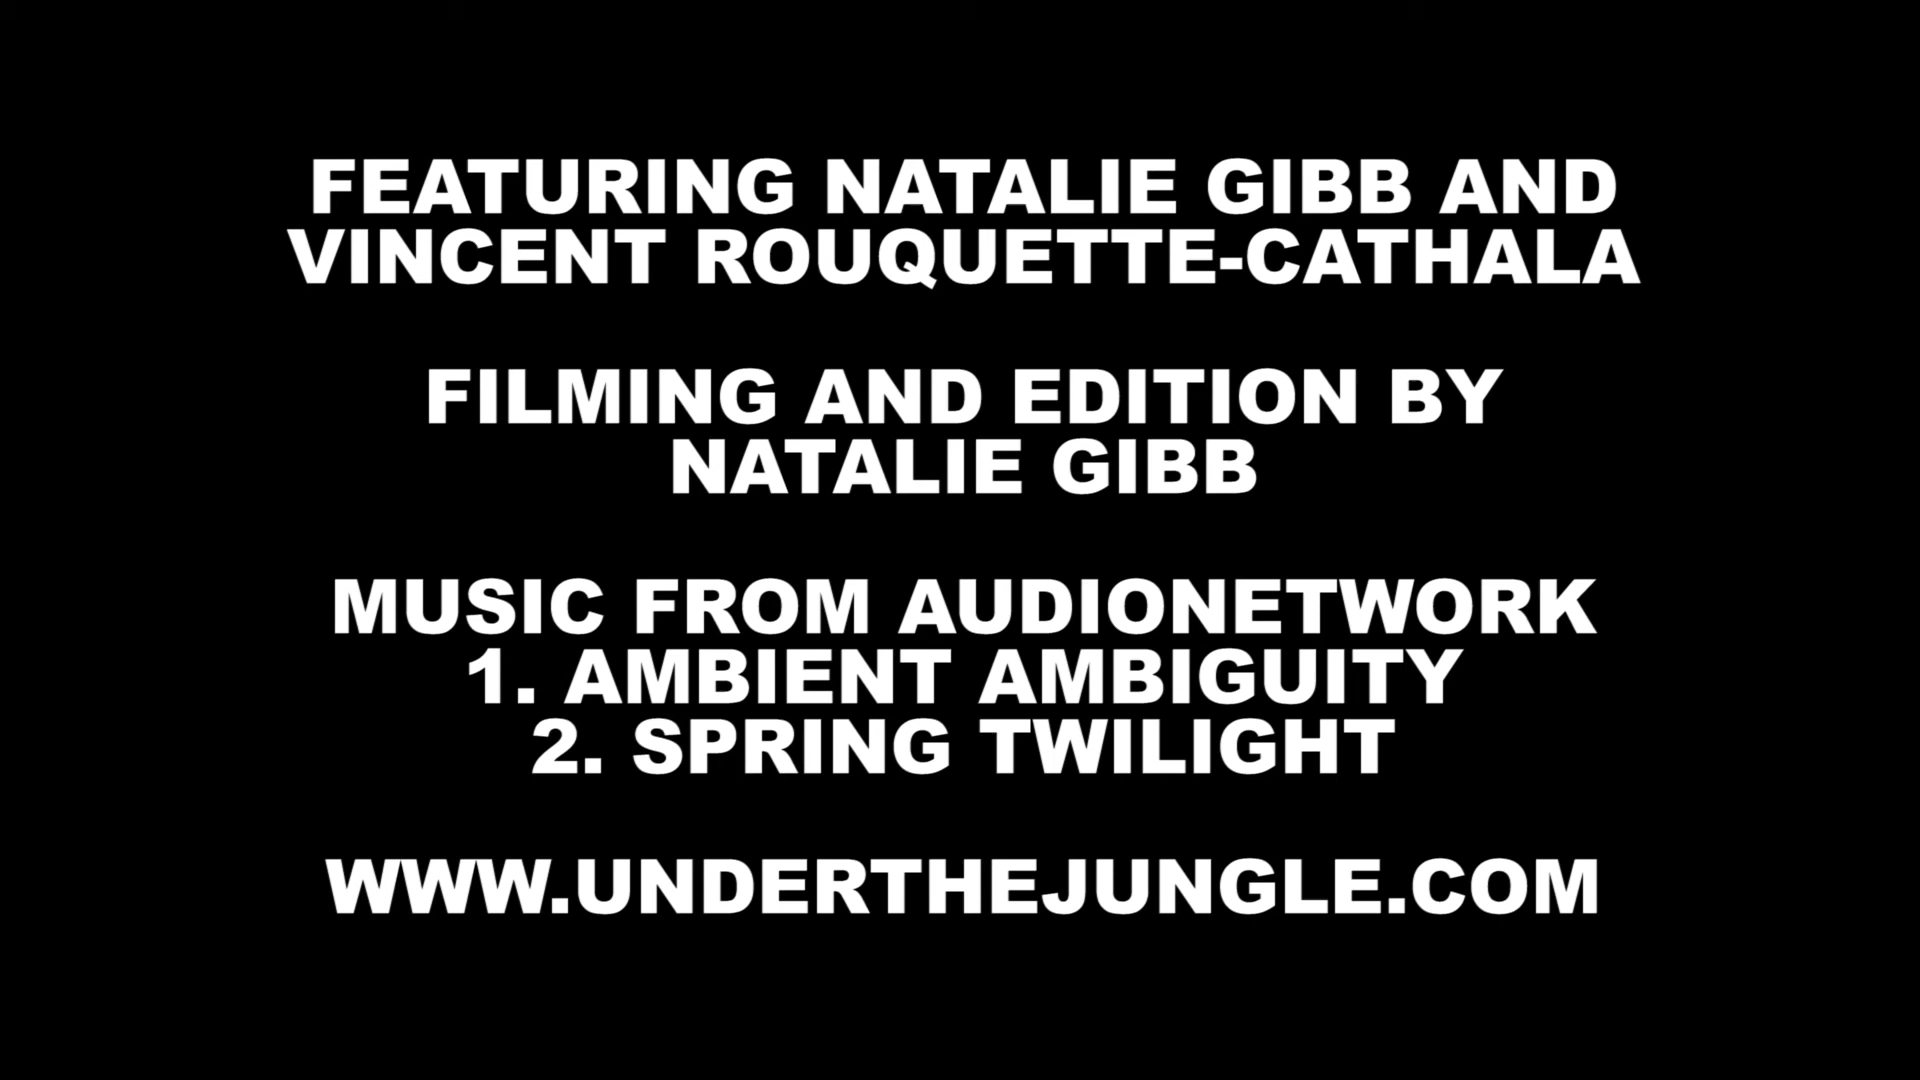 FEATURING NATALIE GIBB AND
VINCENT ROUQUETTE-CATHALA
FILMING AND EDITION BY
NATALIE GIBB
MUSIC FROM AUDIONETWORK
1. AMBIENT AMBIGUITY
2. SPRING TWILIGHT
WWW.UNDERTHEJUNGLE.COM